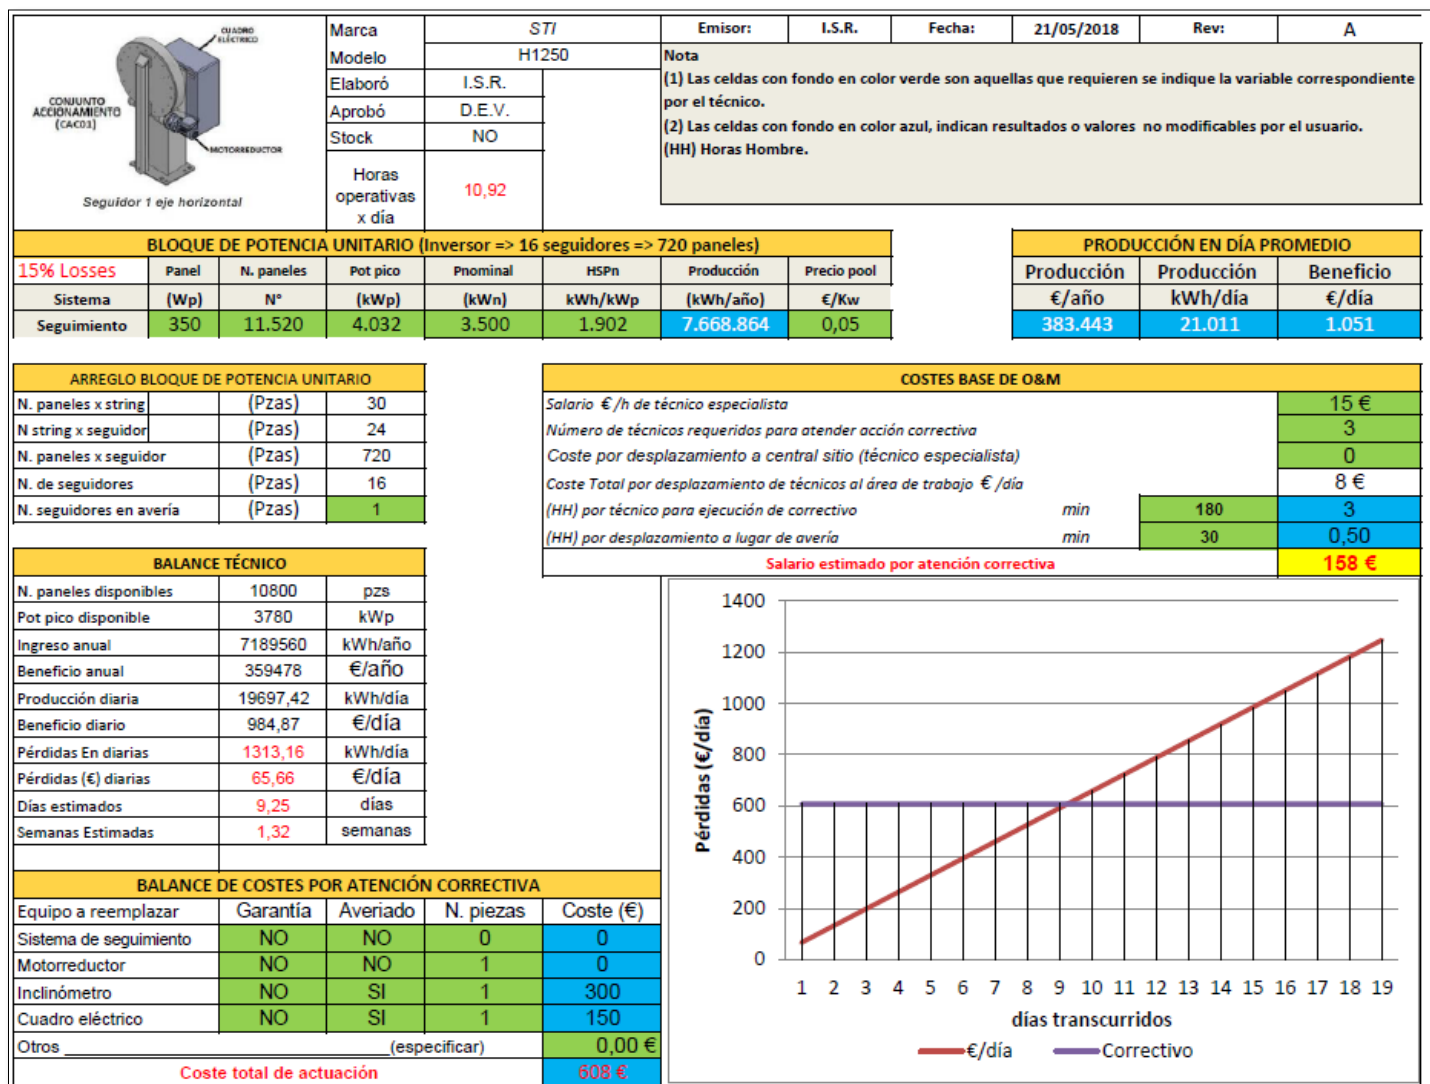 CUADRO
ELÉCTRICO
CONJUNTO
ACCIONAMIENTO
(CAC03)
MOTORREDUCTOR
Seguidor 1 eje horizontal
Marca STI Emisor: I.S.R. Fecha: 21/05/2018 Rev: A
Modelo H1250
Elaboró I.S.R.
Aprobó D.E.V.
Stock NO
Horas
operativas
x día
10,92
Nota
(1) Las celdas con fondo en color verde son aquellas que requieren se indique la variable correspondiente
por el técnico.
(2) Las celdas con fondo en color azul, indican resultados o valores no modificables por el usuario.
(HH) Horas Hombre.
BLOQUE DE POTENCIA UNITARIO (Inversor => 16 seguidores => 720 paneles)
15% Losses Panel N. paneles Pot pico Pnominal HSPn Producción Precio pool
Sistema (Wp) N° (kWp) (kWn) kWh/kWp (kWh/año) €/Kw
Seguimiento 350 11.520 4.032 3.500 1.902 7.668.864 0,05
PRODUCCIÓN EN DÍA PROMEDIO
Producción Producción Beneficio
€/año kWh/día €/día
383.443 21.011 1.051
ARREGLO BLOQUE DE POTENCIA UNITARIO
N. paneles x string (Pzas) 30
N string x seguidor (Pzas) 24
N. paneles x seguidor (Pzas) 720
N. de seguidores (Pzas) 16
N. seguidores en avería (Pzas) 1
COSTES BASE DE O&M
Salario €/h de técnico especialista 15 €
Número de técnicos requeridos para atender acción correctiva 3
Coste por desplazamiento a central sitio (técnico especialista) 0
Coste Total por desplazamiento de técnicos al área de trabajo €/día 8 €
(HH) por técnico para ejecución de correctivo min 180 3
(HH) por desplazamiento a lugar de avería min 30 0,50
Salario estimado por atención correctiva 158 €
BALANCE TÉCNICO
N. paneles disponibles 10800 pzs
Pot pico disponible 3780 kWp
Ingreso anual 7189560 kWh/año
Beneficio anual 359478 €/año
Producción diaria 19697,42 kWh/día
Beneficio diario 984,87 €/día
Pérdidas En diarias 1313,16 kWh/día
Pérdidas (€) diarias 65,66 €/día
Días estimados 9,25 días
Semanas Estimadas 1,32 semanas
BALANCE DE COSTES POR ATENCIÓN CORRECTIVA
Equipo a reemplazar Garantía Averiado N. piezas Coste (€)
Sistema de seguimiento NO NO 0 0
Motorreductor NO NO 1 0
Inclinómetro NO SI 1 300
Cuadro eléctrico NO SI 1 150
Otros (especificar) 0,00 €
Coste total de actuación 608 €
Pérdidas (€/día)
1400
1200
1000
800
600
400
200
0
1 2 3 4 5 6 7 8 9 10 11 12 13 14 15 16 17 18 19
días transcurridos
€/día Correctivo